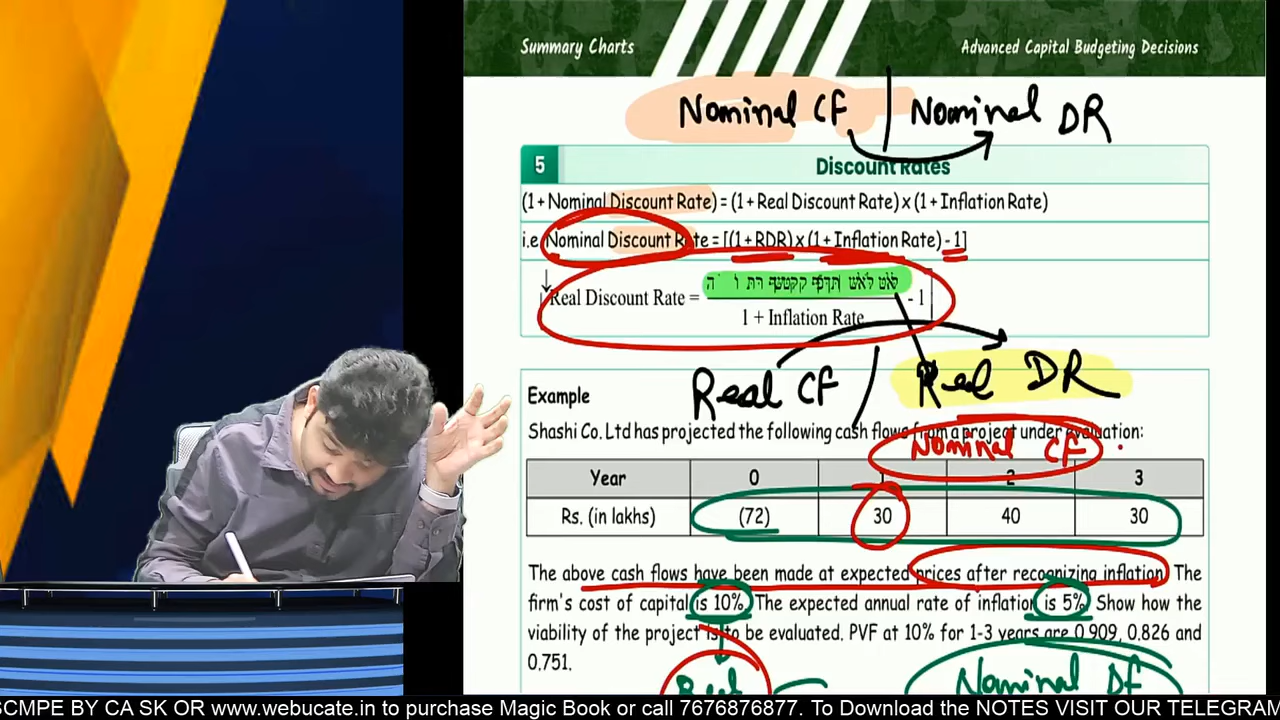 Summary Charts
Advanced Capital Budgeting Decisions
Nominal CF | Nominal DR
5 Discount Rates
(1 + Nominal Discount Rate) = (1 + Real Discount Rate) x (1 + Inflation Rate)
i.e Nominal Discount Rate = [(1 + RDR) x (1 + Inflation Rate) - 1]
Real Discount Rate =
- 1
1 + Inflation Rate
Real CF / Real DR
Example
Shashi Co. Ltd has projected the following cash flows from a project under evaluation:
Nominal CF
Year 0 2 3
Rs. (in lakhs) (72) 30 40 30
The above cash flows have been made at expected prices after recognizing inflation. The
firm's cost of capital is 10%. The expected annual rate of inflation is 5%. Show how the
viability of the project is to be evaluated. PVF at 10% for 1-3 years are 0.909, 0.826 and
0.751.
Real
Nominal Df
SCMPE BY CA SK OR www.webucate.in to purchase Magic Book or call 7676876877. To Download the NOTES VISIT OUR TELEGRAM